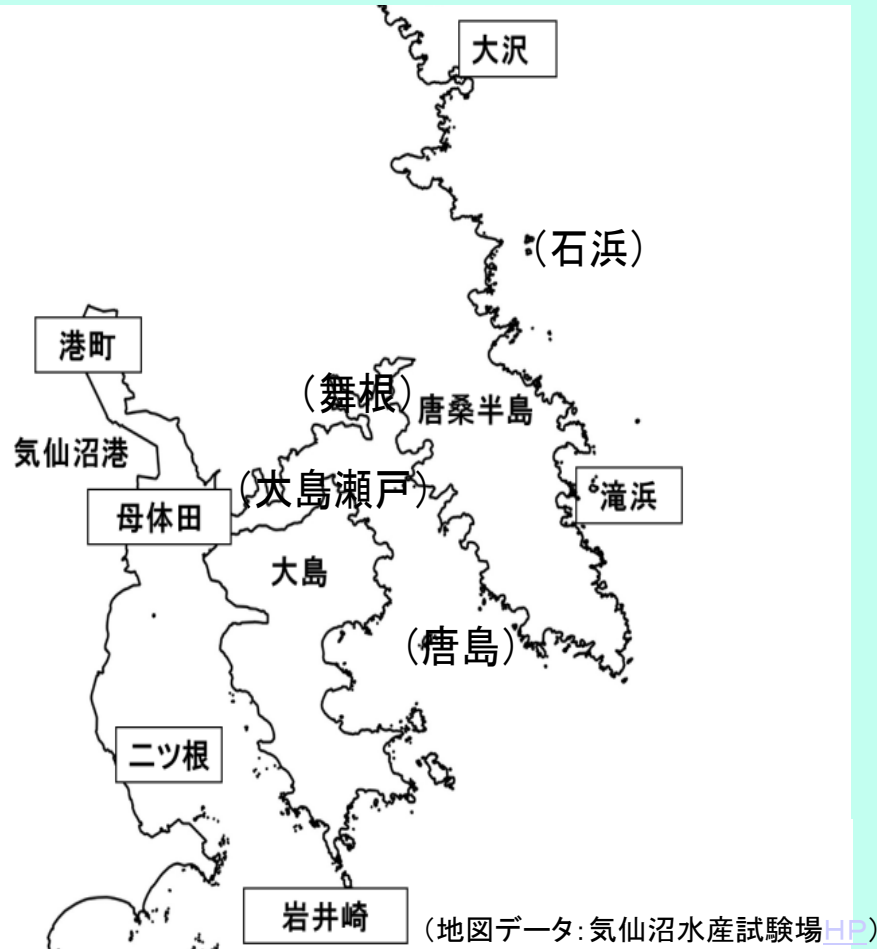 大沢
（石浜）
港町
（舞根）
唐桑半島
気仙沼港
（大島瀬戸）
滝浜
母体田
大島
（唐島）
二ツ根
岩井崎
（地図データ：気仙沼水産試験場HP）